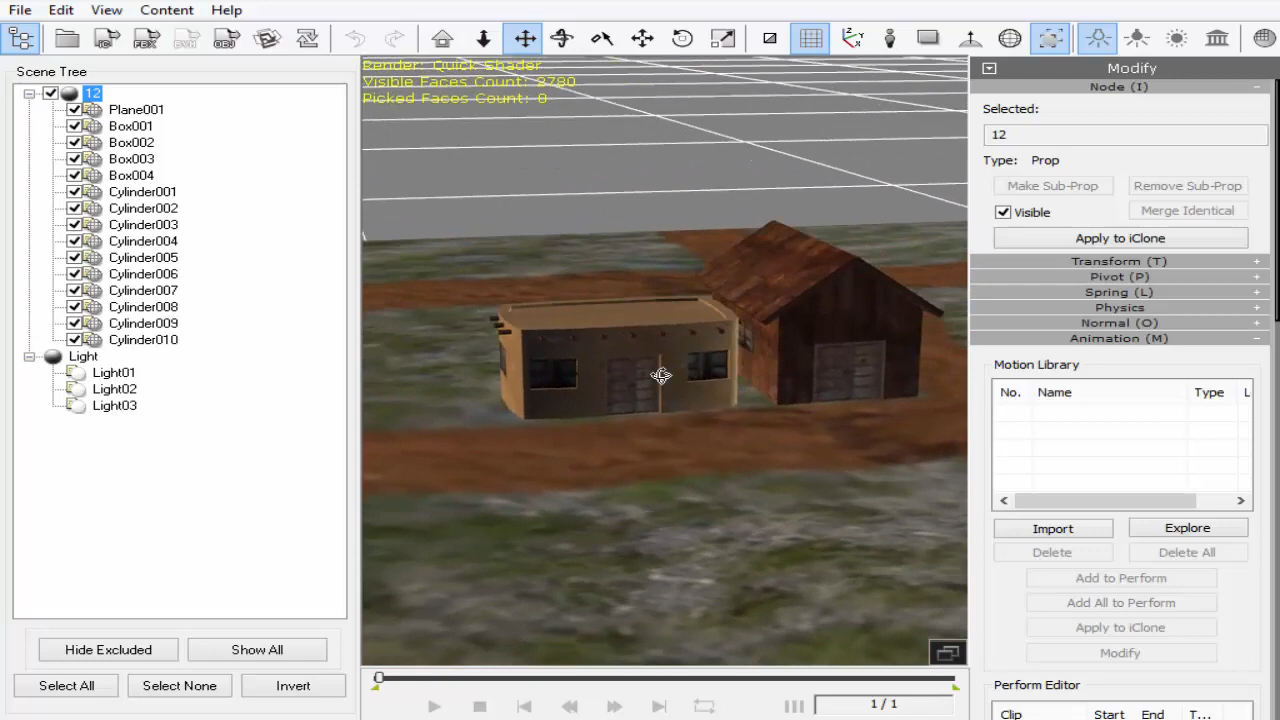 File Edit View Content Help
Scene Tree
12
Plane001
Box001
Box002
Box003
Box004
Cylinder001
Cylinder002
Cylinder003
Cylinder004
Cylinder005
Cylinder006
Cylinder007
Cylinder008
Cylinder009
Cylinder010
Light
Light01
Light02
Light03
Hide Excluded Show All
Select All Select None Invert
iC FBX BVH OBJ
Render: Quick Shader
Visible Faces Count: 3780
Picked Faces Count: 0
1 / 1
Modify
Node (I)
Selected:
12
Type: Prop
Make Sub-Prop Remove Sub-Prop
Visible Merge Identical
Apply to iClone
Transform (T)
Pivot (P)
Spring (L)
Physics
Normal (O)
Animation (M)
Motion Library
No. Name Type L
Import Explore
Delete Delete All
Add to Perform
Add All to Perform
Apply to iClone
Modify
Perform Editor
Clip Start End T...